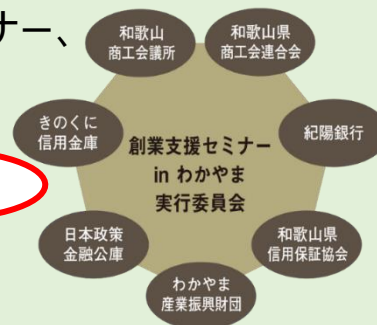 ナー、
和歌山
商工会議所
和歌山県
商工会連合会
きのくに
信用金庫
紀陽銀行
創業支援セミナー
in わかやま
実行委員会
日本政策
金融公庫
和歌山県
信用保証協会
わかやま
産業振興財団